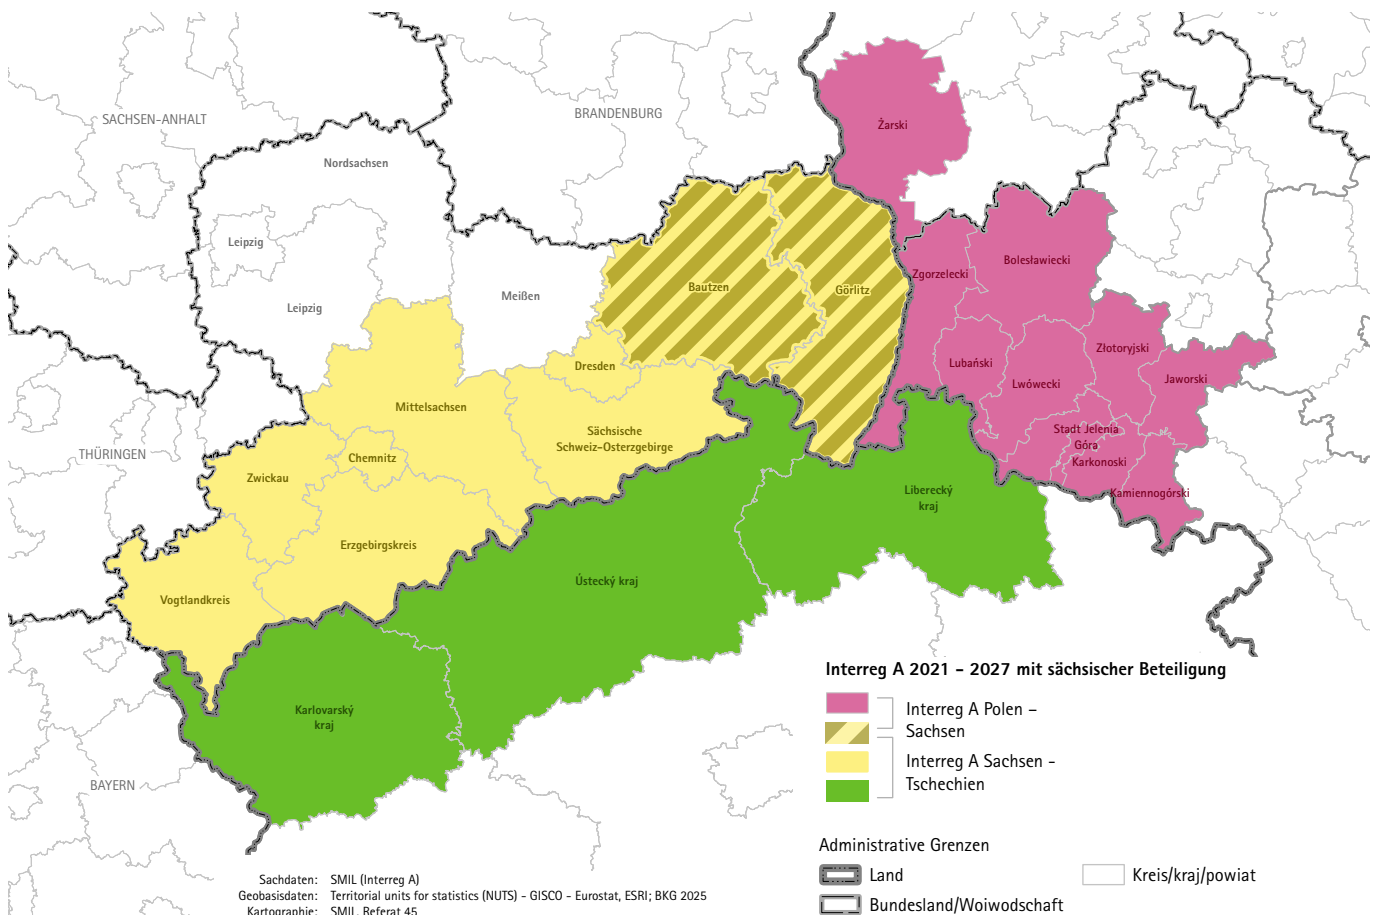 SACHSEN-ANHALT
BRANDENBURG
Żarski
Nordsachsen
Leipzig
Leipzig
Meißen
Bautzen
Görlitz
Zgorzelecki
Bolesławiecki
Lubański
Lwówecki
Złotoryjski
Jaworski
Stadt Jelenia
Góra
Karkonoski
Kamiennogórski
Dresden
Mittelsachsen
Sächsische
Schweiz-Osterzgebirge
Chemnitz
Zwickau
THÜRINGEN
Erzgebirgskreis
Vogtlandkreis
Liberecký
kraj
Ústecký kraj
Karlovarský
kraj
BAYERN
Interreg A 2021 - 2027 mit sächsischer Beteiligung
Interreg A Polen –
Sachsen
Interreg A Sachsen -
Tschechien
Administrative Grenzen
Land
Kreis/kraj/powiat
Bundesland/Woiwodschaft
Sachdaten: SMIL (Interreg A)
Geobasisdaten: Territorial units for statistics (NUTS) - GISCO - Eurostat, ESRI; BKG 2025
Kartographie: SMIL, Referat 45